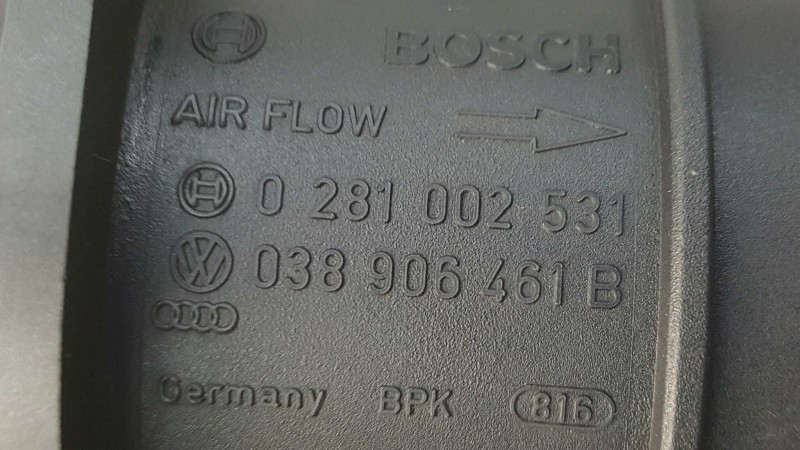 BOSCH
AIR FLOW
0 281 002 531
038 906 461 B
Germany BPK 816